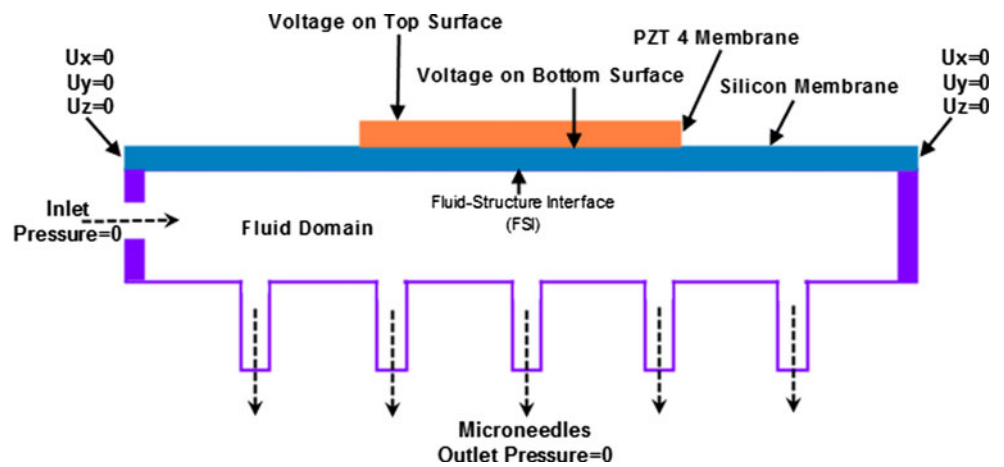 Voltage on Top Surface
PZT 4 Membrane
Ux=0
Uy=0
Uz=0
Voltage on Bottom Surface
Silicon Membrane
Ux=0
Uy=0
Uz=0
Inlet
Pressure=0
Fluid Domain
Fluid-Structure Interface
(FSI)
Microneedles
Outlet Pressure=0